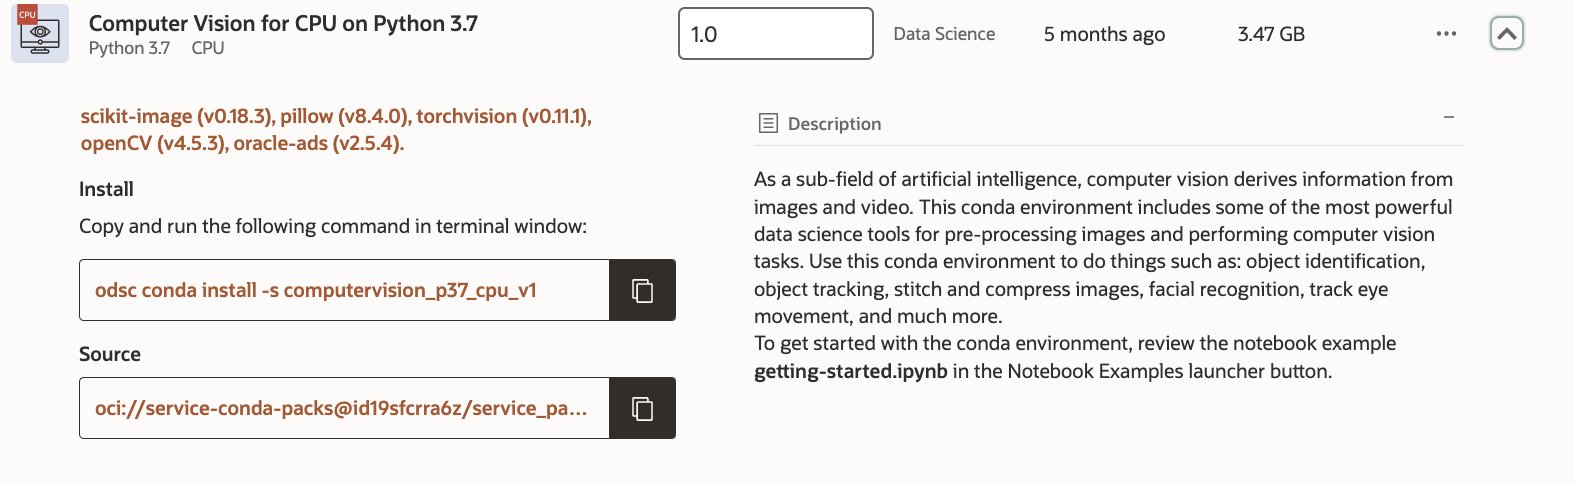 CPU
Computer Vision for CPU on Python 3.7
Python 3.7 CPU
1.0
Data Science
5 months ago
3.47 GB
scikit-image (v0.18.3), pillow (v8.4.0), torchvision (v0.11.1),
openCV (v4.5.3), oracle-ads (v2.5.4).
Install
Copy and run the following command in terminal window:
odsc conda install -s computervision_p37_cpu_v1
Source
oci://service-conda-packs@id19sfcrra6z/service_pa...
Description
As a sub-field of artificial intelligence, computer vision derives information from
images and video. This conda environment includes some of the most powerful
data science tools for pre-processing images and performing computer vision
tasks. Use this conda environment to do things such as: object identification,
object tracking, stitch and compress images, facial recognition, track eye
movement, and much more.
To get started with the conda environment, review the notebook example
getting-started.ipynb in the Notebook Examples launcher button.